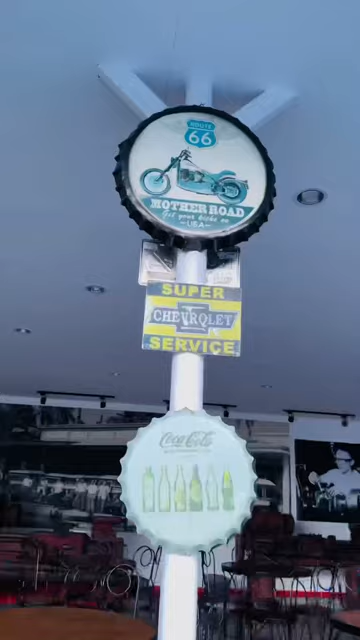 ROUTE
66
MOTHER ROAD
Get your kicks on
~USA~
SUPER
CHEVROLET
SERVICE
Coca-Cola